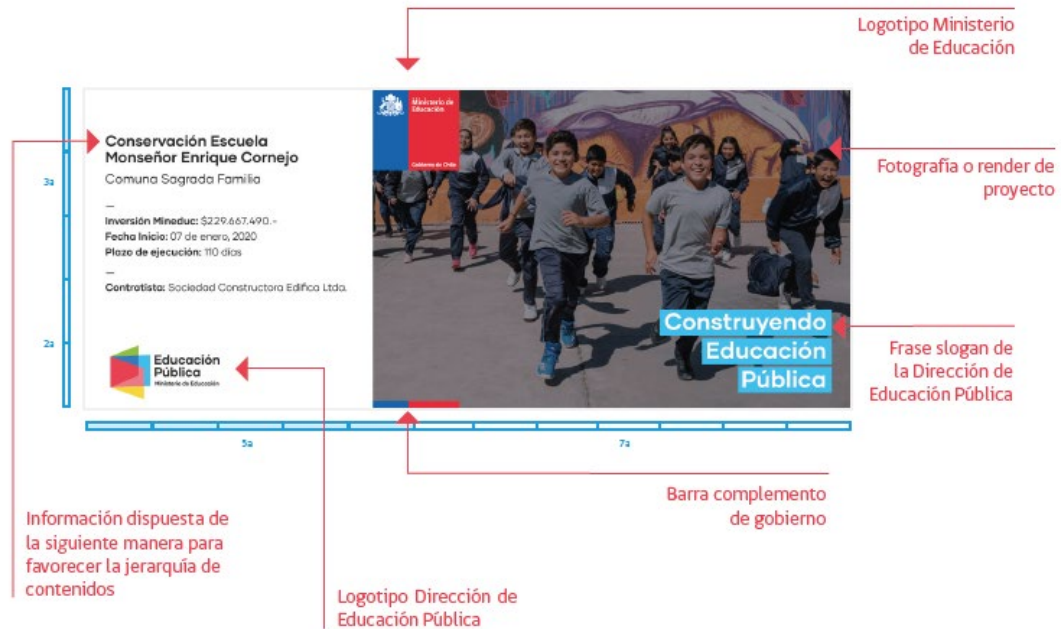 Logotipo Ministerio
de Educación
Ministerio de
Educación
Gobierno de Chile
Conservación Escuela
Monseñor Enrique Cornejo
Comuna Sagrada Familia
—
Inversión Mineduc: $229.667.490.-
Fecha Inicio: 07 de enero, 2020
Plazo de ejecución: 110 días
—
Contratista: Sociedad Constructora Edifica Ltda.
Fotografía o render de
proyecto
3a
2a
Educación
Pública
Ministerio de Educación
Construyendo
Educación
Pública
Frase slogan de
la Dirección de
Educación Pública
5a
7a
Barra complemento
de gobierno
Información dispuesta de
la siguiente manera para
favorecer la jerarquía de
contenidos
Logotipo Dirección de
Educación Pública